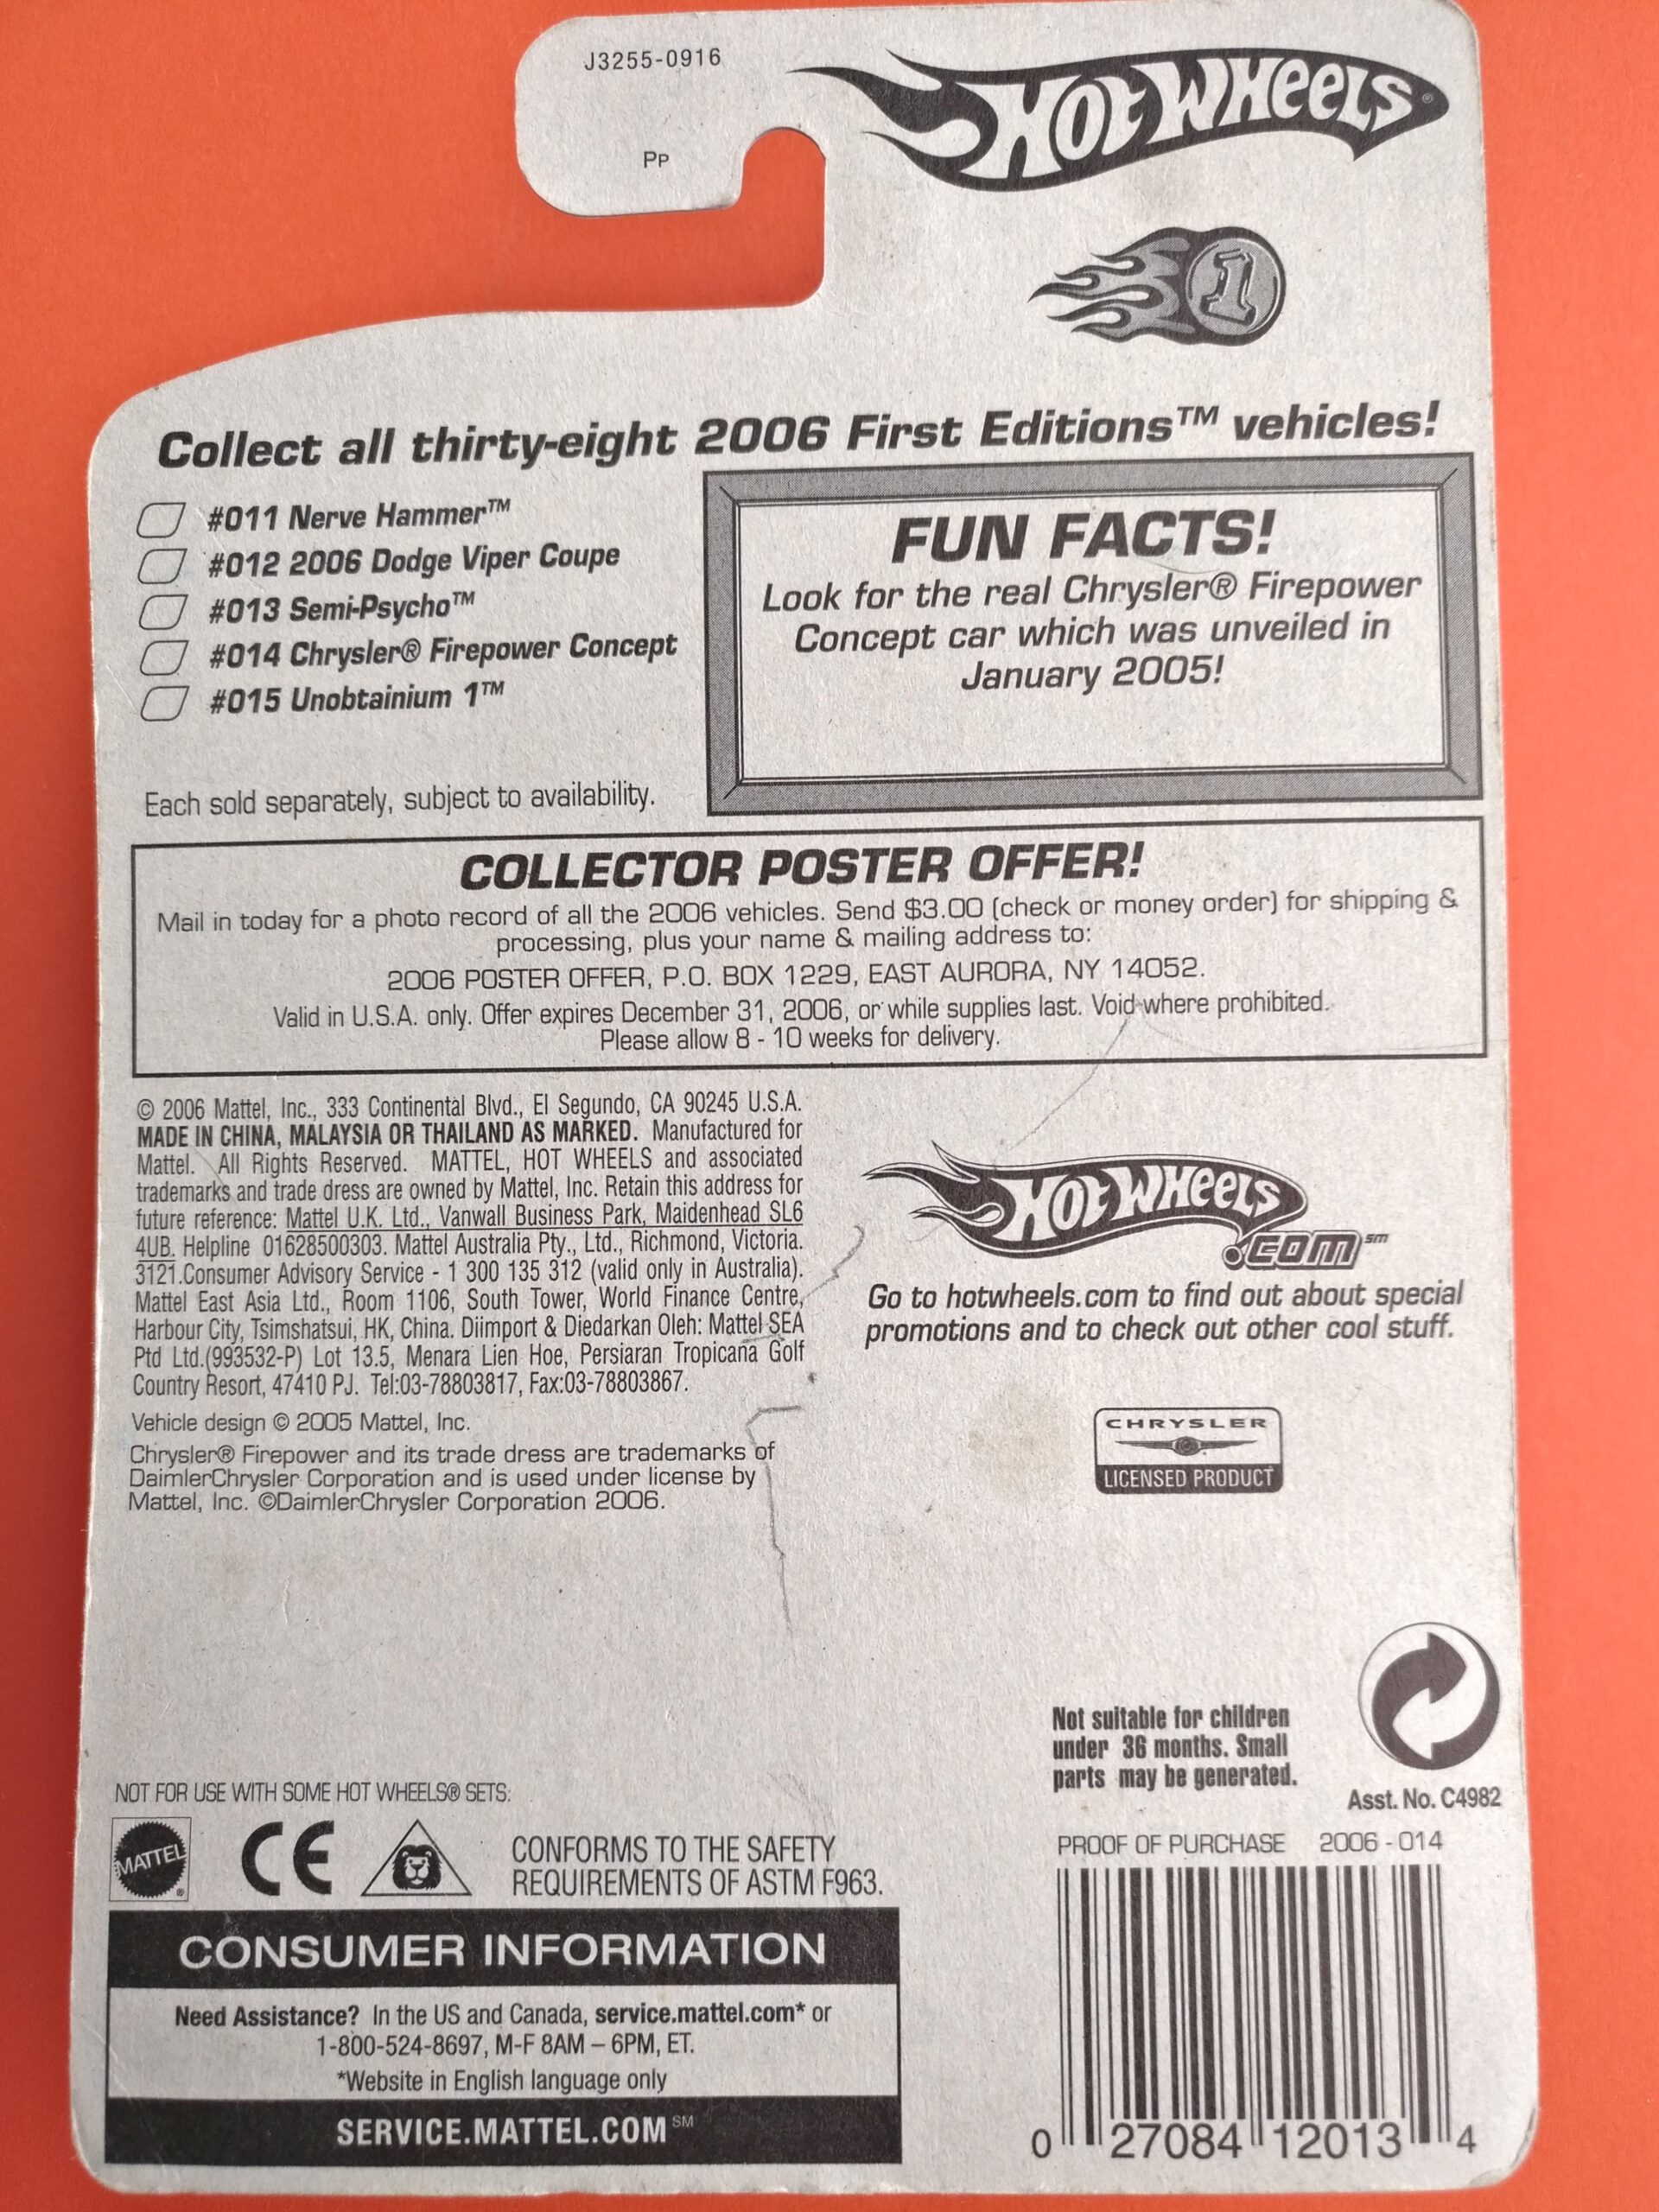 J3255-0916
Pp
HOT WHEELS®
1
Collect all thirty-eight 2006 First Editions™ vehicles!
#011 Nerve Hammer™
#012 2006 Dodge Viper Coupe
#013 Semi-Psycho™
#014 Chrysler® Firepower Concept
#015 Unobtainium 1™
Each sold separately, subject to availability.
FUN FACTS!
Look for the real Chrysler® Firepower
Concept car which was unveiled in
January 2005!
COLLECTOR POSTER OFFER!
Mail in today for a photo record of all the 2006 vehicles. Send $3.00 (check or money order) for shipping &
processing, plus your name & mailing address to:
2006 POSTER OFFER, P.O. BOX 1229, EAST AURORA, NY 14052.
Valid in U.S.A. only. Offer expires December 31, 2006, or while supplies last. Void where prohibited.
Please allow 8 - 10 weeks for delivery.
© 2006 Mattel, Inc., 333 Continental Blvd., El Segundo, CA 90245 U.S.A.
MADE IN CHINA, MALAYSIA OR THAILAND AS MARKED. Manufactured for
Mattel. All Rights Reserved. MATTEL, HOT WHEELS and associated
trademarks and trade dress are owned by Mattel, Inc. Retain this address for
future reference: Mattel U.K. Ltd., Vanwall Business Park, Maidenhead SL6
4UB. Helpline 01628500303. Mattel Australia Pty., Ltd., Richmond, Victoria.
3121.Consumer Advisory Service - 1 300 135 312 (valid only in Australia).
Mattel East Asia Ltd., Room 1106, South Tower, World Finance Centre,
Harbour City, Tsimshatsui, HK, China. Diimport & Diedarkan Oleh: Mattel SEA
Ptd Ltd.(993532-P) Lot 13.5, Menara Lien Hoe, Persiaran Tropicana Golf
Country Resort, 47410 PJ. Tel:03-78803817, Fax:03-78803867.
Vehicle design © 2005 Mattel, Inc.
Chrysler® Firepower and its trade dress are trademarks of
DaimlerChrysler Corporation and is used under license by
Mattel, Inc. ©DaimlerChrysler Corporation 2006.
HOT WHEELS
.COM℠
Go to hotwheels.com to find out about special
promotions and to check out other cool stuff.
CHRYSLER
LICENSED PRODUCT
Not suitable for children
under 36 months. Small
parts may be generated.
Asst. No. C4982
NOT FOR USE WITH SOME HOT WHEELS® SETS.
MATTEL®
CE
CONFORMS TO THE SAFETY
REQUIREMENTS OF ASTM F963.
CONSUMER INFORMATION
Need Assistance? In the US and Canada, service.mattel.com* or
1-800-524-8697, M-F 8AM – 6PM, ET.
*Website in English language only
SERVICE.MATTEL.COM℠
PROOF OF PURCHASE 2006 - 014
0 27084 12013 4